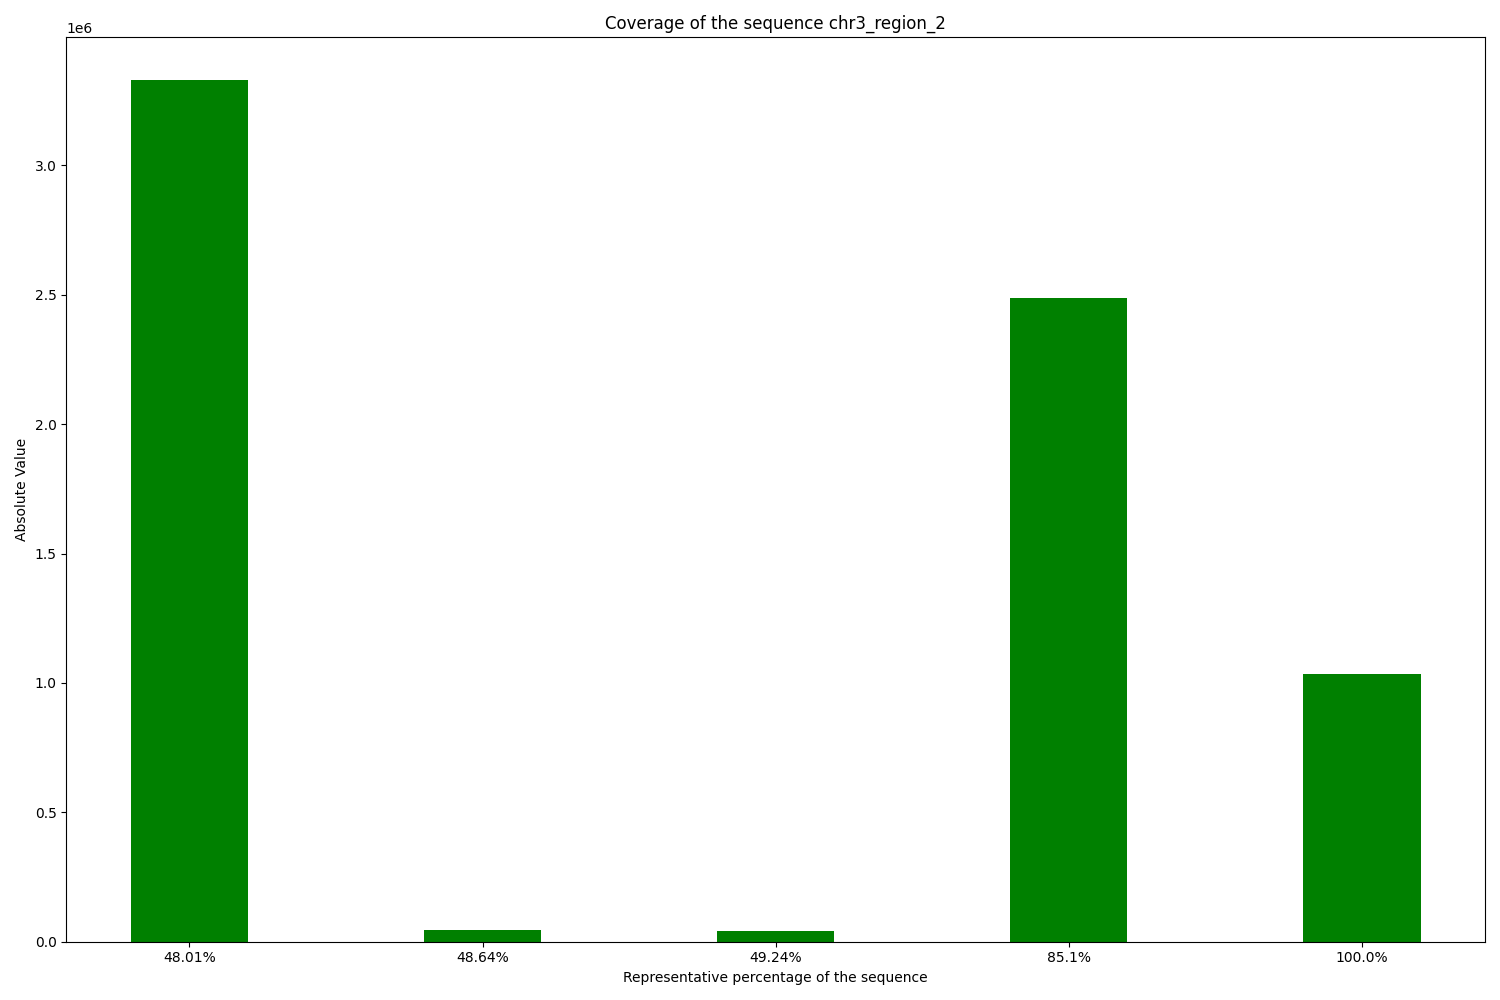 Coverage of the sequence chr3_region_2
1e6
3.0
2.5
2.0
1.5
1.0
0.5
0.0
Absolute Value
48.01% 48.64% 49.24% 85.1% 100.0%
Representative percentage of the sequence